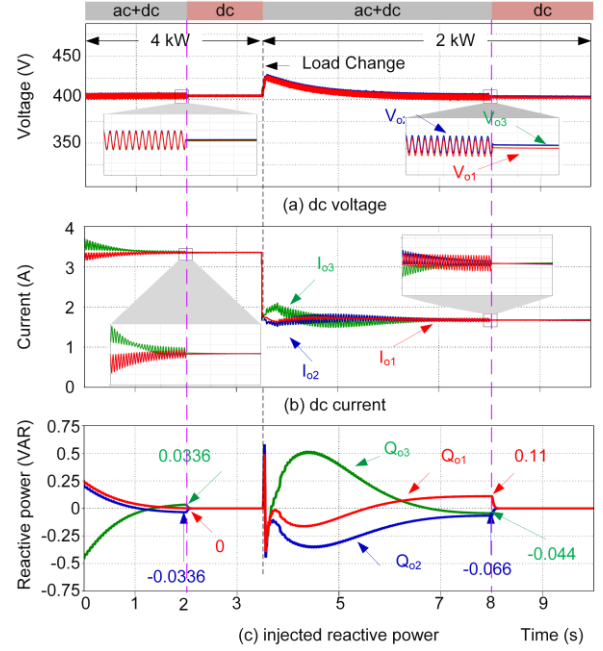 ac+dc dc ac+dc dc
4 kW 2 kW
Load Change
Voltage (V)
450
400
350
Vo2 Vo3
Vo1
(a) dc voltage
Current (A)
4
3
2
1
0
Io3
Io2
Io1
(b) dc current
Reactive power (VAR)
0.75
0.5
0.25
0
-0.25
-0.5
-0.75
0.0336
0
-0.0336
Qo3
Qo1
Qo2
0.11
-0.044
-0.066
0 1 2 3 5 6 7 8 9 0
(c) injected reactive power Time (s)